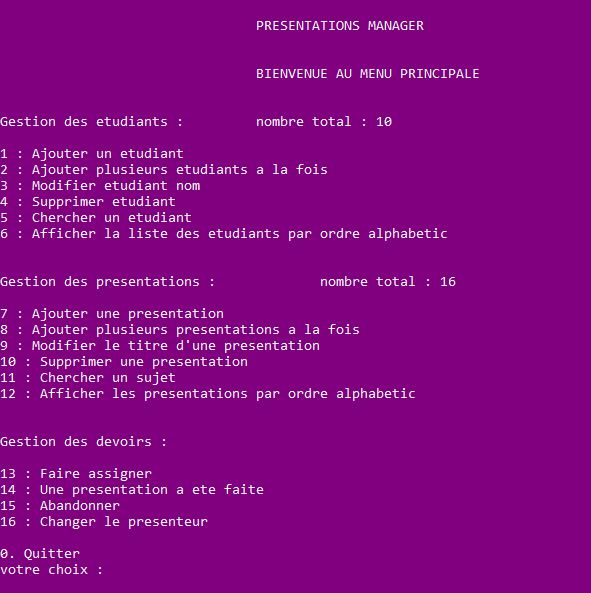 PRESENTATIONS MANAGER
BIENVENUE AU MENU PRINCIPALE
Gestion des etudiants : nombre total : 10
1 : Ajouter un etudiant
2 : Ajouter plusieurs etudiants a la fois
3 : Modifier etudiant nom
4 : Supprimer etudiant
5 : Chercher un etudiant
6 : Afficher la liste des etudiants par ordre alphabetic
Gestion des presentations : nombre total : 16
7 : Ajouter une presentation
8 : Ajouter plusieurs presentations a la fois
9 : Modifier le titre d'une presentation
10 : Supprimer une presentation
11 : Chercher un sujet
12 : Afficher les presentations par ordre alphabetic
Gestion des devoirs :
13 : Faire assigner
14 : Une presentation a ete faite
15 : Abandonner
16 : Changer le presenteur
0. Quitter
votre choix :